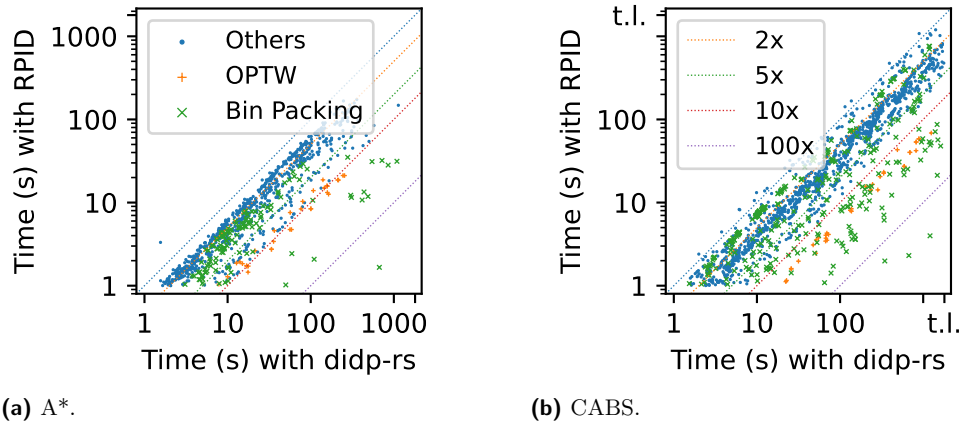 Time (s) with RPID
1000
100
10
1
Others
OPTW
Bin Packing
1
10
100
1000
Time (s) with didp-rs
(a) A*.
Time (s) with RPID
t.l.
100
10
1
2x
5x
10x
100x
1
10
100
t.l.
Time (s) with didp-rs
(b) CABS.